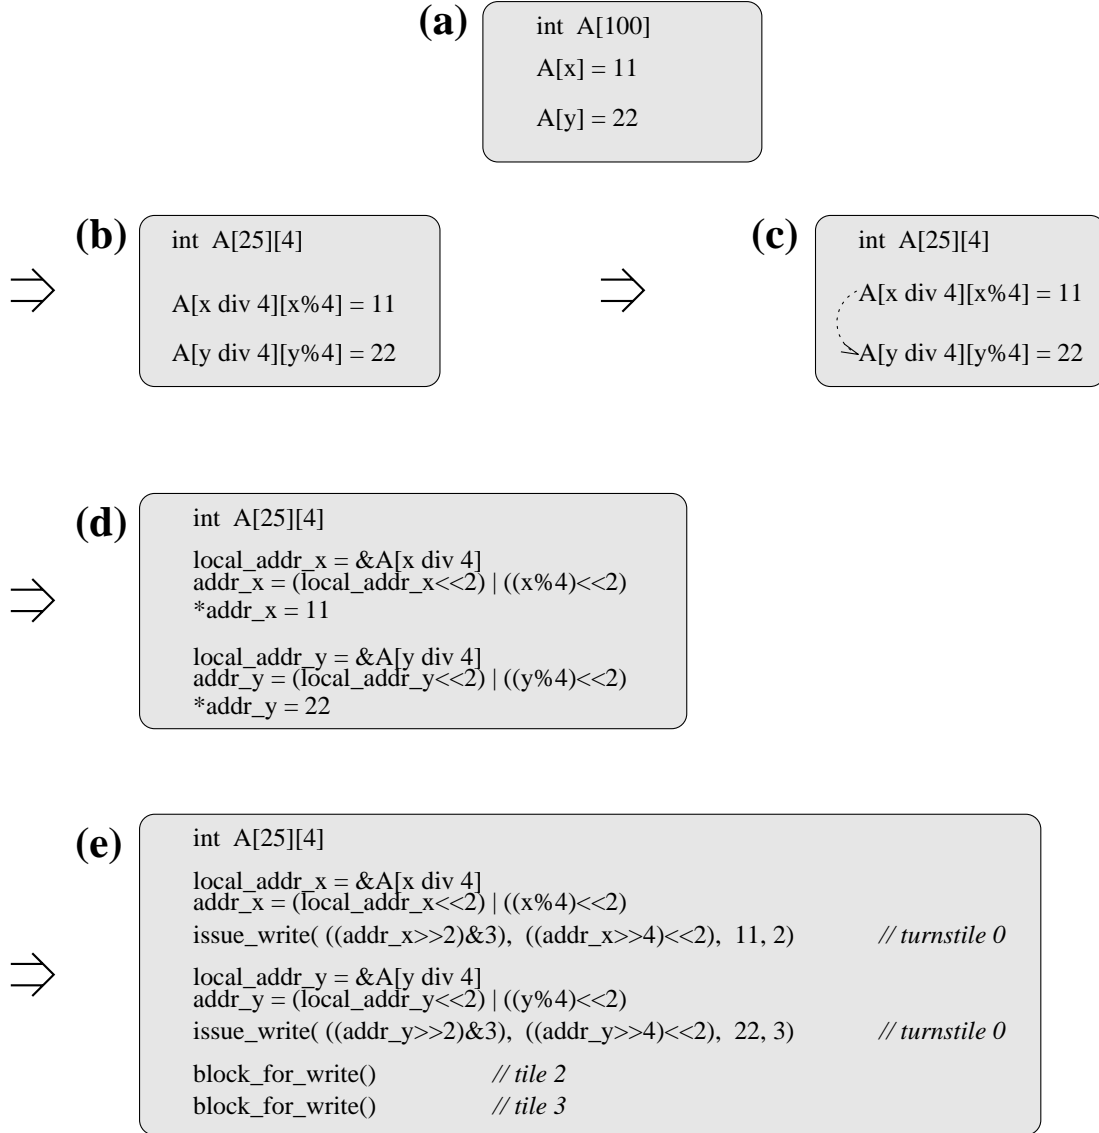 (a)
int A[100]
A[x] = 11
A[y] = 22
(b)
int A[25][4]
A[x div 4][x%4] = 11
A[y div 4][y%4] = 22
(c)
int A[25][4]
A[x div 4][x%4] = 11
A[y div 4][y%4] = 22
(d)
int A[25][4]
local_addr_x = &A[x div 4]
addr_x = (local_addr_x<<2) | ((x%4)<<2)
*addr_x = 11
local_addr_y = &A[y div 4]
addr_y = (local_addr_y<<2) | ((y%4)<<2)
*addr_y = 22
(e)
int A[25][4]
local_addr_x = &A[x div 4]
addr_x = (local_addr_x<<2) | ((x%4)<<2)
issue_write( ((addr_x>>2)&3), ((addr_x>>4)<<2), 11, 2) // turnstile 0
local_addr_y = &A[y div 4]
addr_y = (local_addr_y<<2) | ((y%4)<<2)
issue_write( ((addr_y>>2)&3), ((addr_y>>4)<<2), 22, 3) // turnstile 0
block_for_write() // tile 2
block_for_write() // tile 3